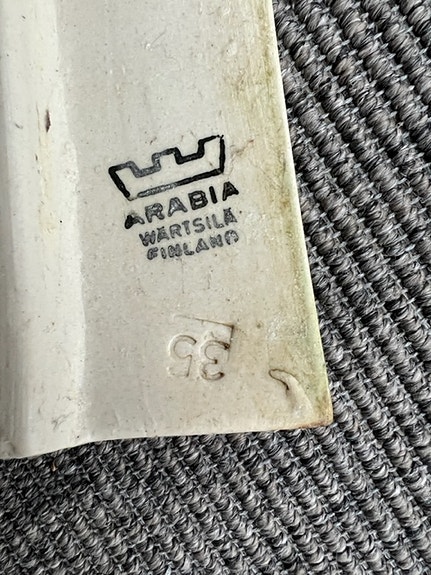 ARABIA
WÄRTSILÄ
FINLAND
35